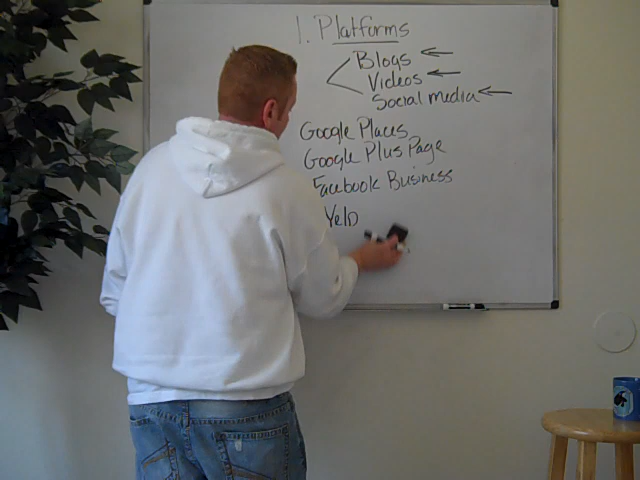 1. Platforms
Blogs
Videos
Social media
Google Places
Google Plus Page
Facebook Business
Yelp